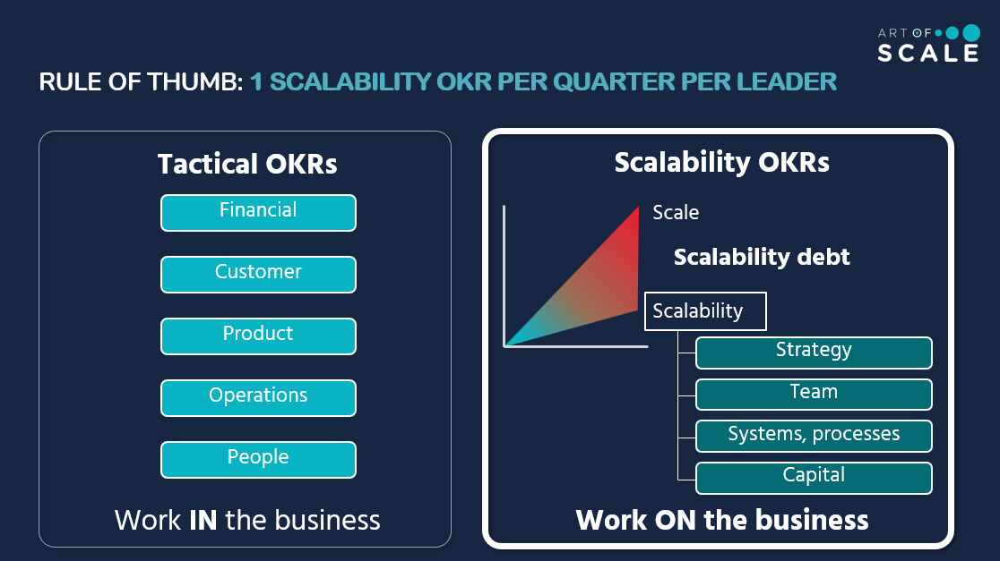 ART OF
SCALE
RULE OF THUMB: 1 SCALABILITY OKR PER QUARTER PER LEADER
Tactical OKRs
Financial
Customer
Product
Operations
People
Work IN the business
Scalability OKRs
Scale
Scalability debt
Scalability
Strategy
Team
Systems, processes
Capital
Work ON the business